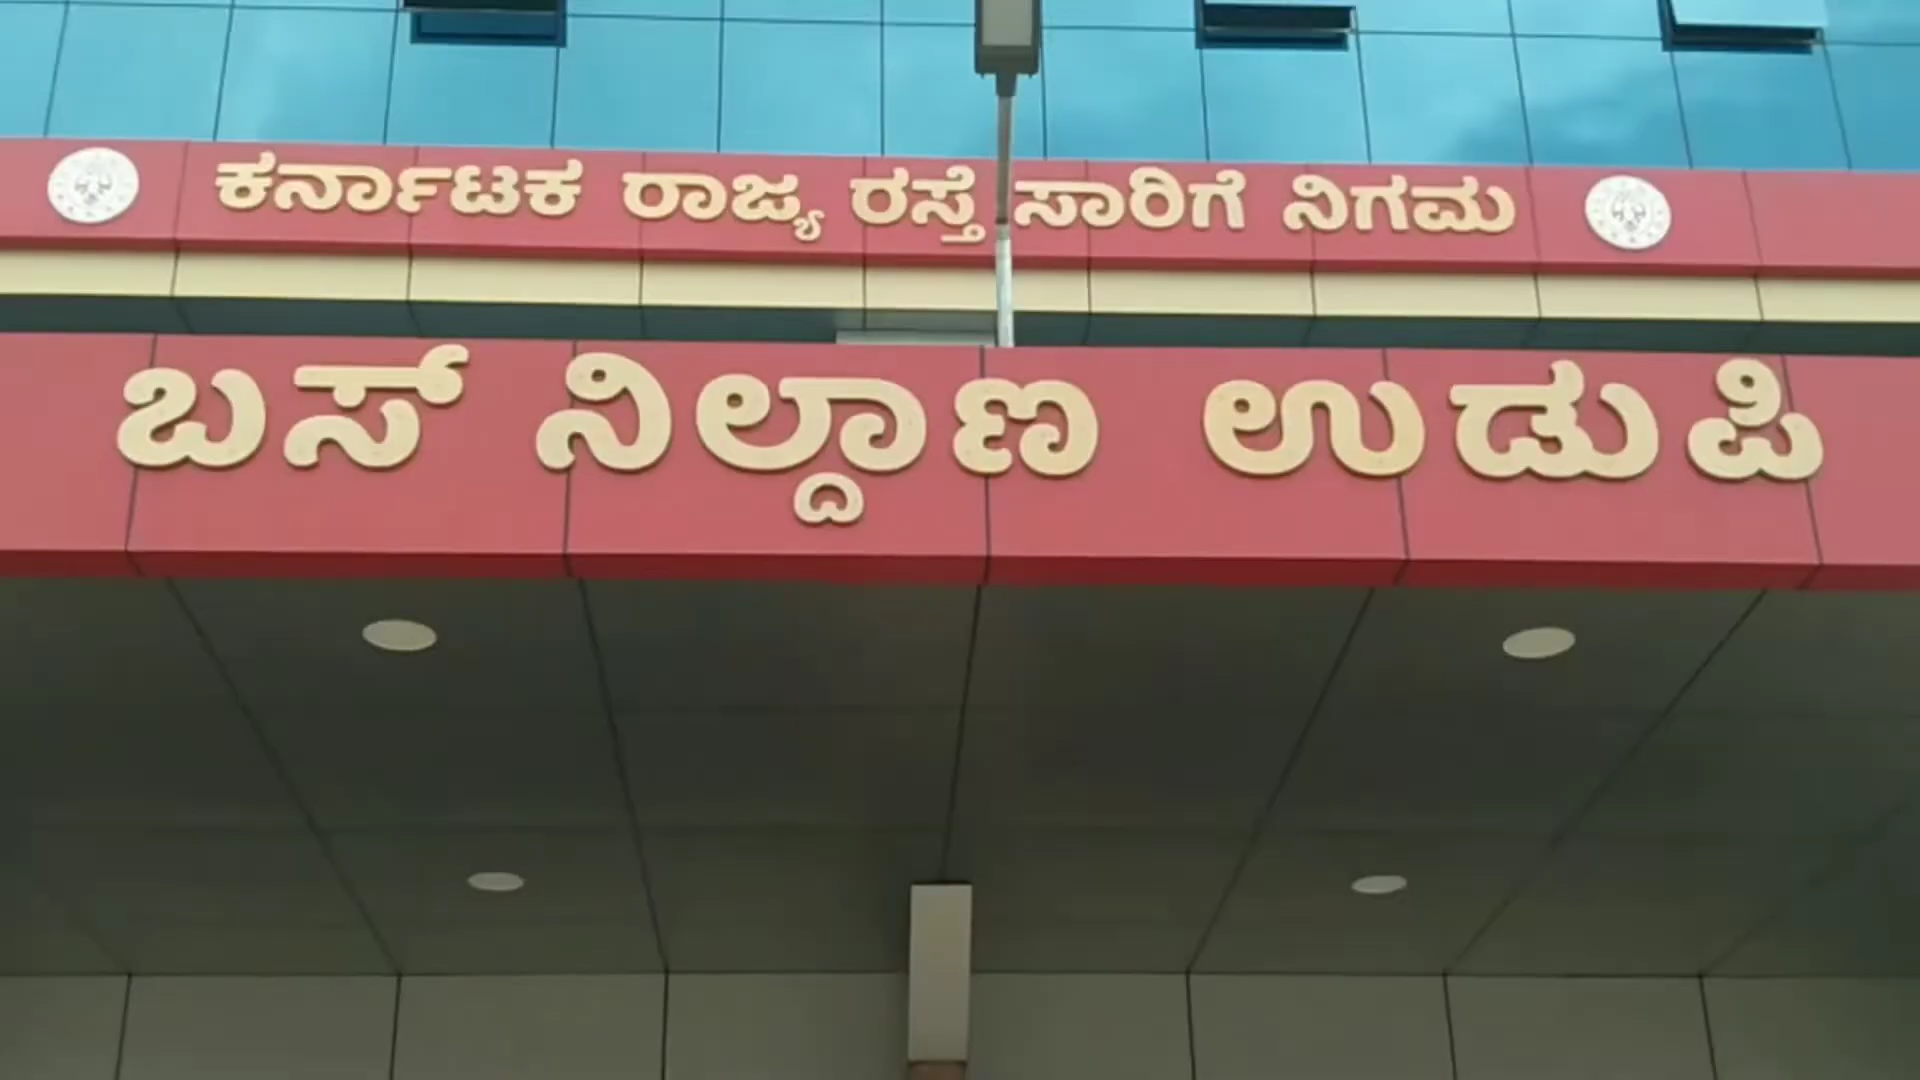 ಕರ್ನಾಟಕ ರಾಜ್ಯ ರಸ್ತೆ ಸಾರಿಗೆ ನಿಗಮ
ಬಸ್ ನಿಲ್ದಾಣ ಉಡುಪಿ